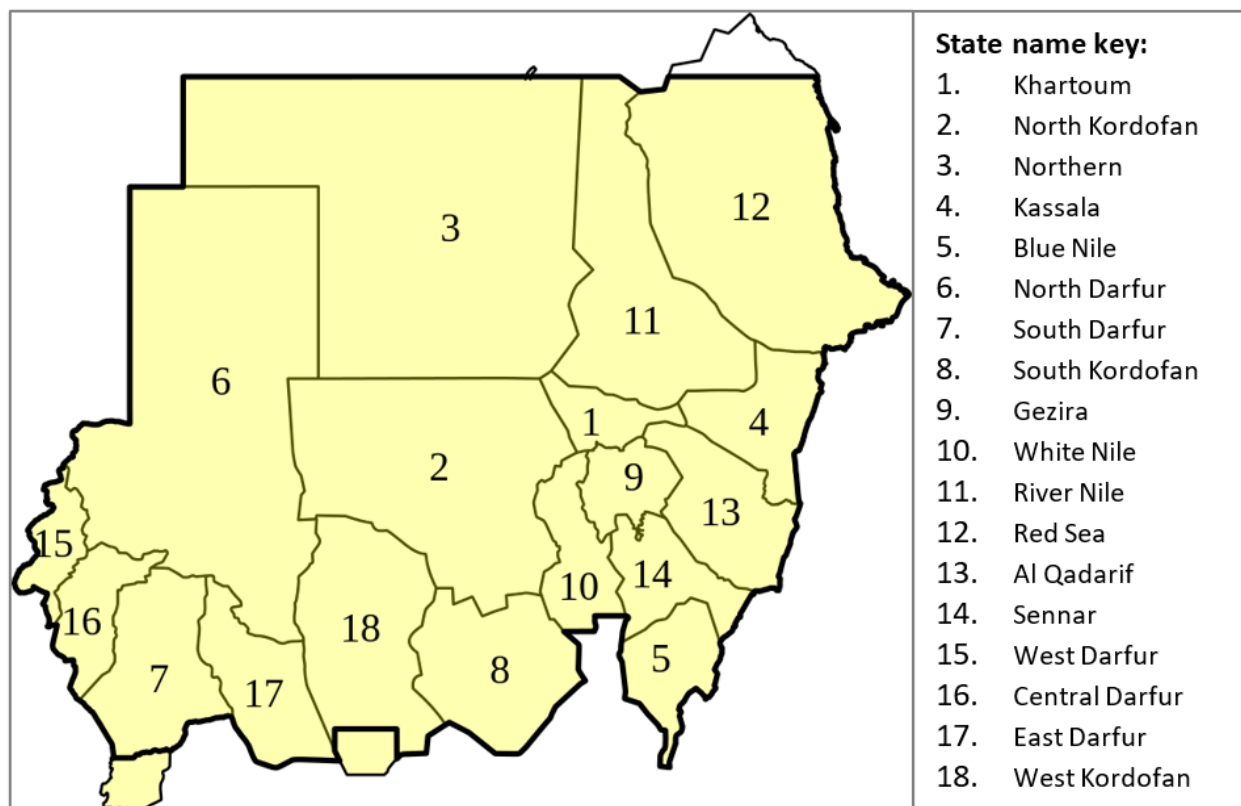 State name key:
1. Khartoum
2. North Kordofan
3. Northern
4. Kassala
5. Blue Nile
6. North Darfur
7. South Darfur
8. South Kordofan
9. Gezira
10. White Nile
11. River Nile
12. Red Sea
13. Al Qadarif
14. Sennar
15. West Darfur
16. Central Darfur
17. East Darfur
18. West Kordofan
12
3
11
6
1
4
2
9
13
15
14
10
16
18
5
8
7
17